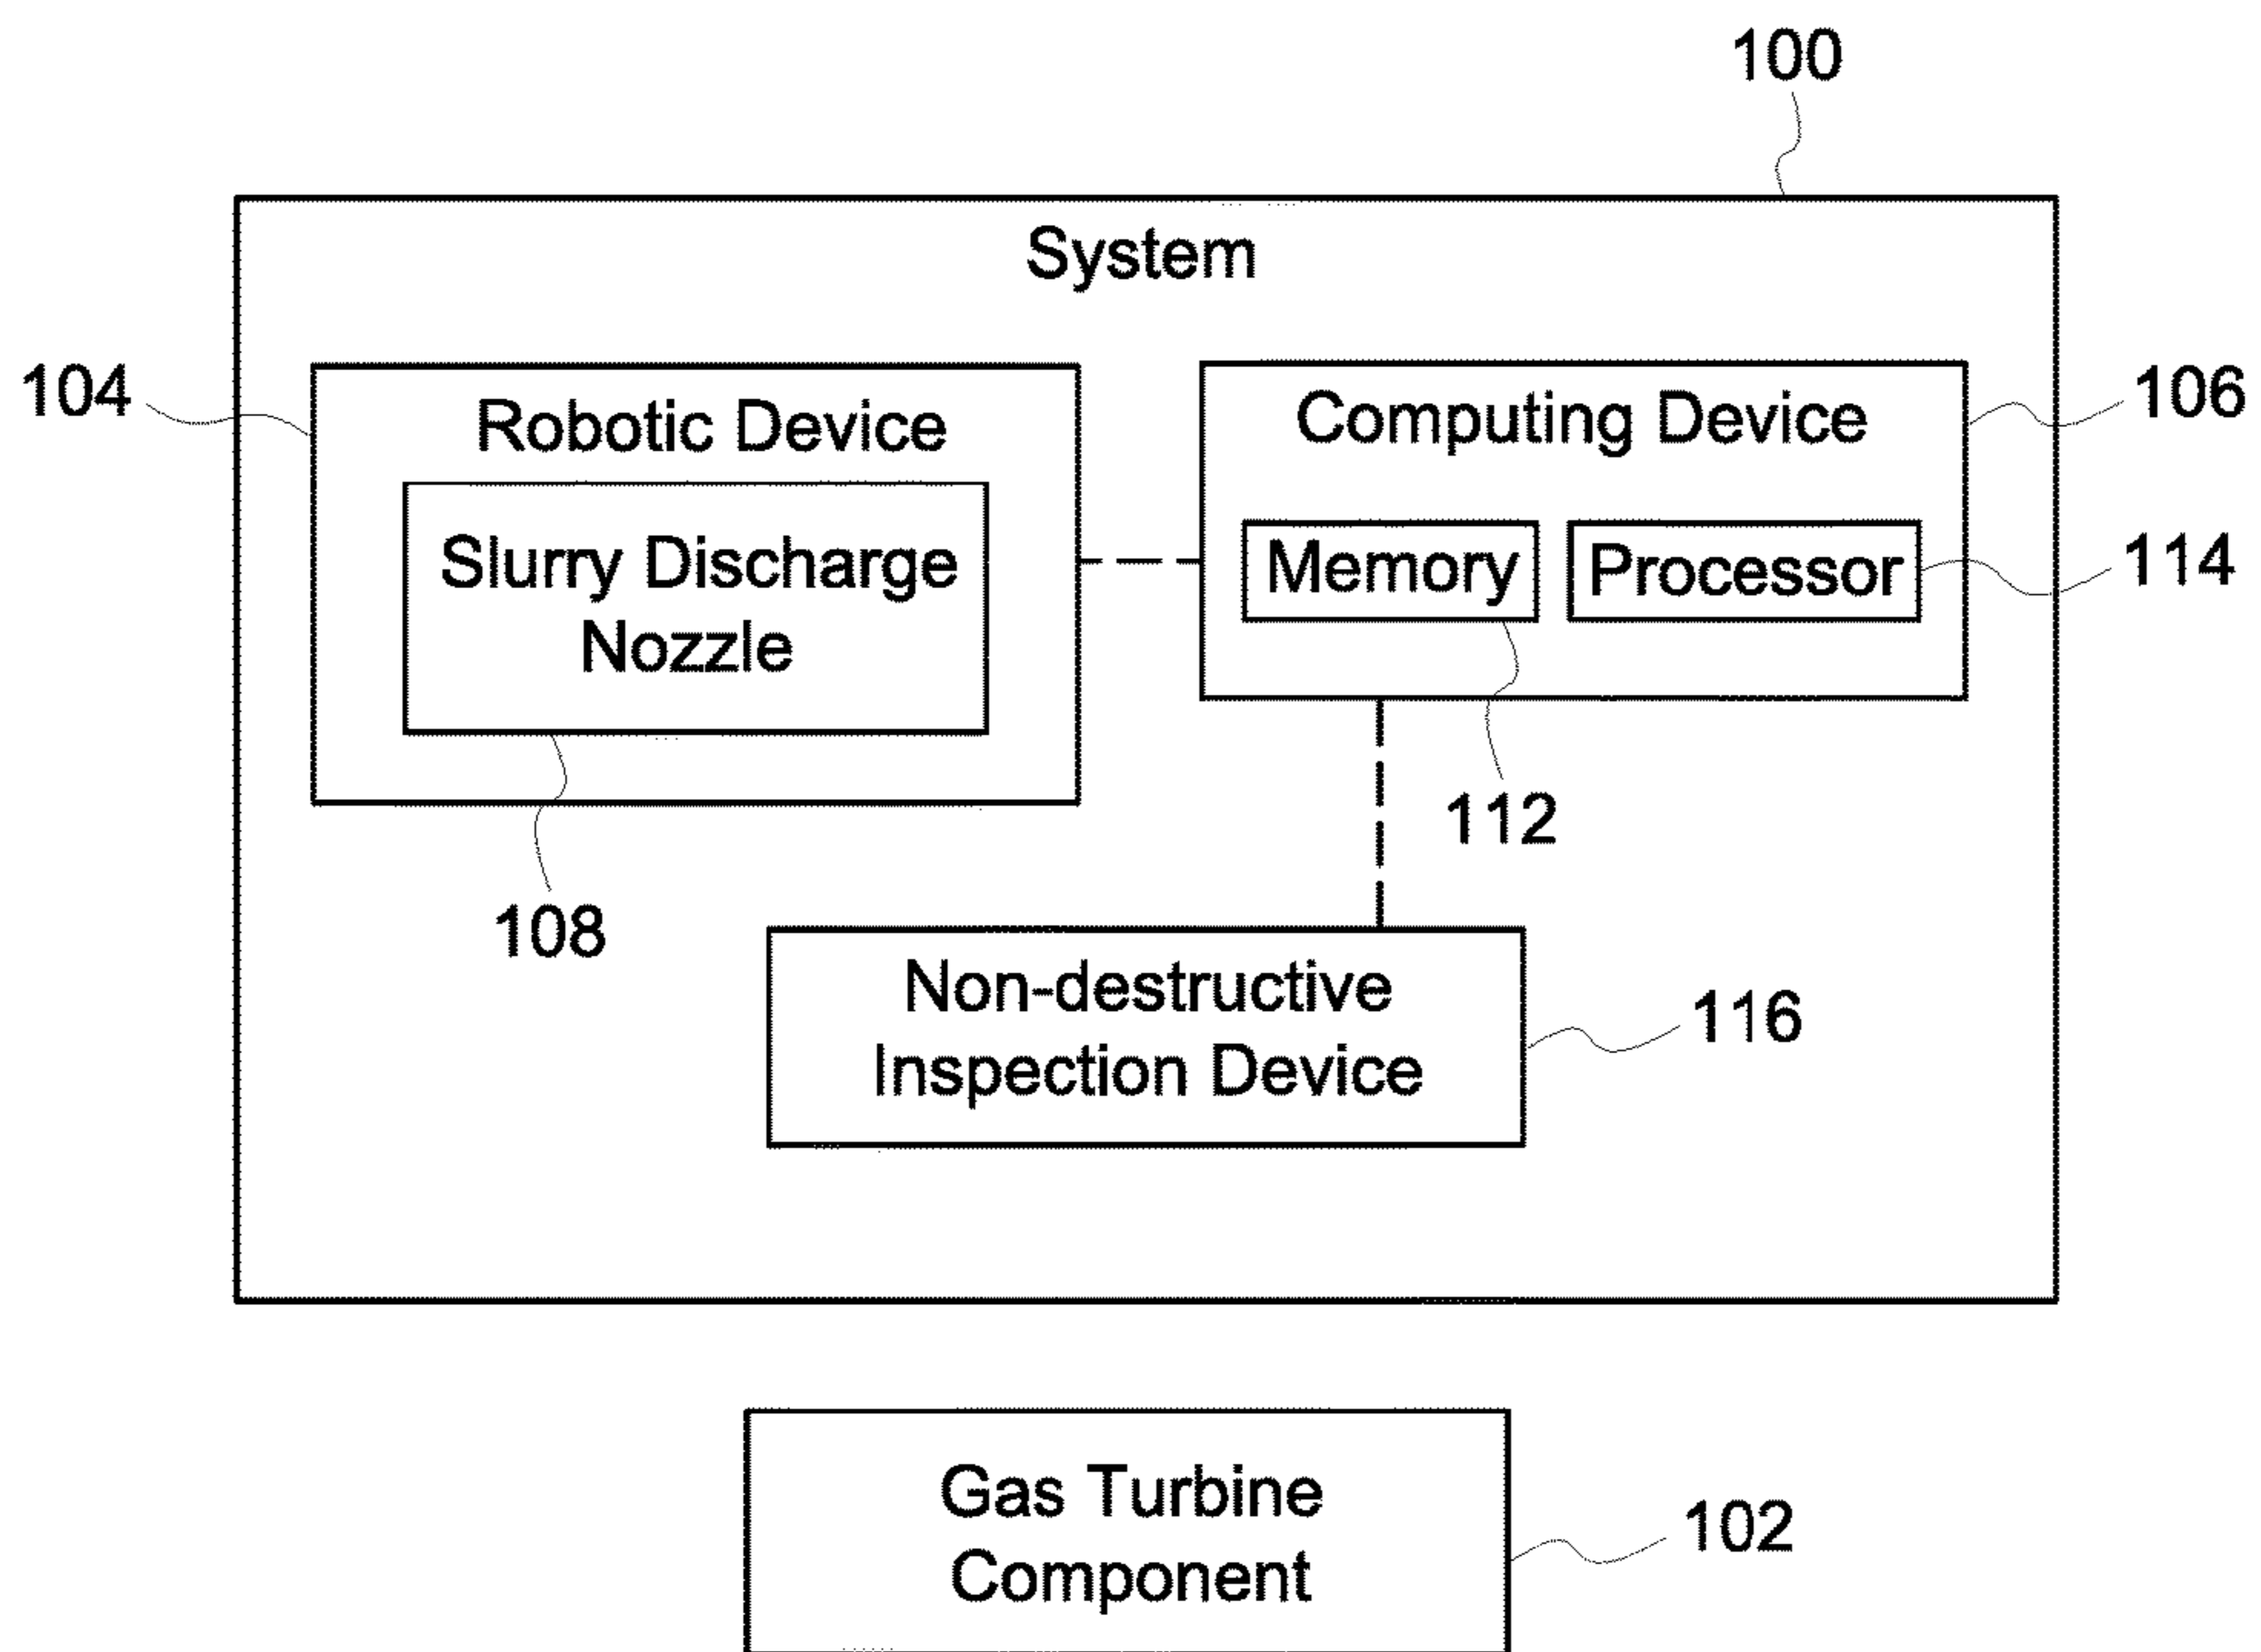 100
System
104
Robotic Device
Computing Device
106
Slurry Discharge
Nozzle
Memory
Processor
114
112
108
Non-destructive
Inspection Device
116
Gas Turbine
Component
102